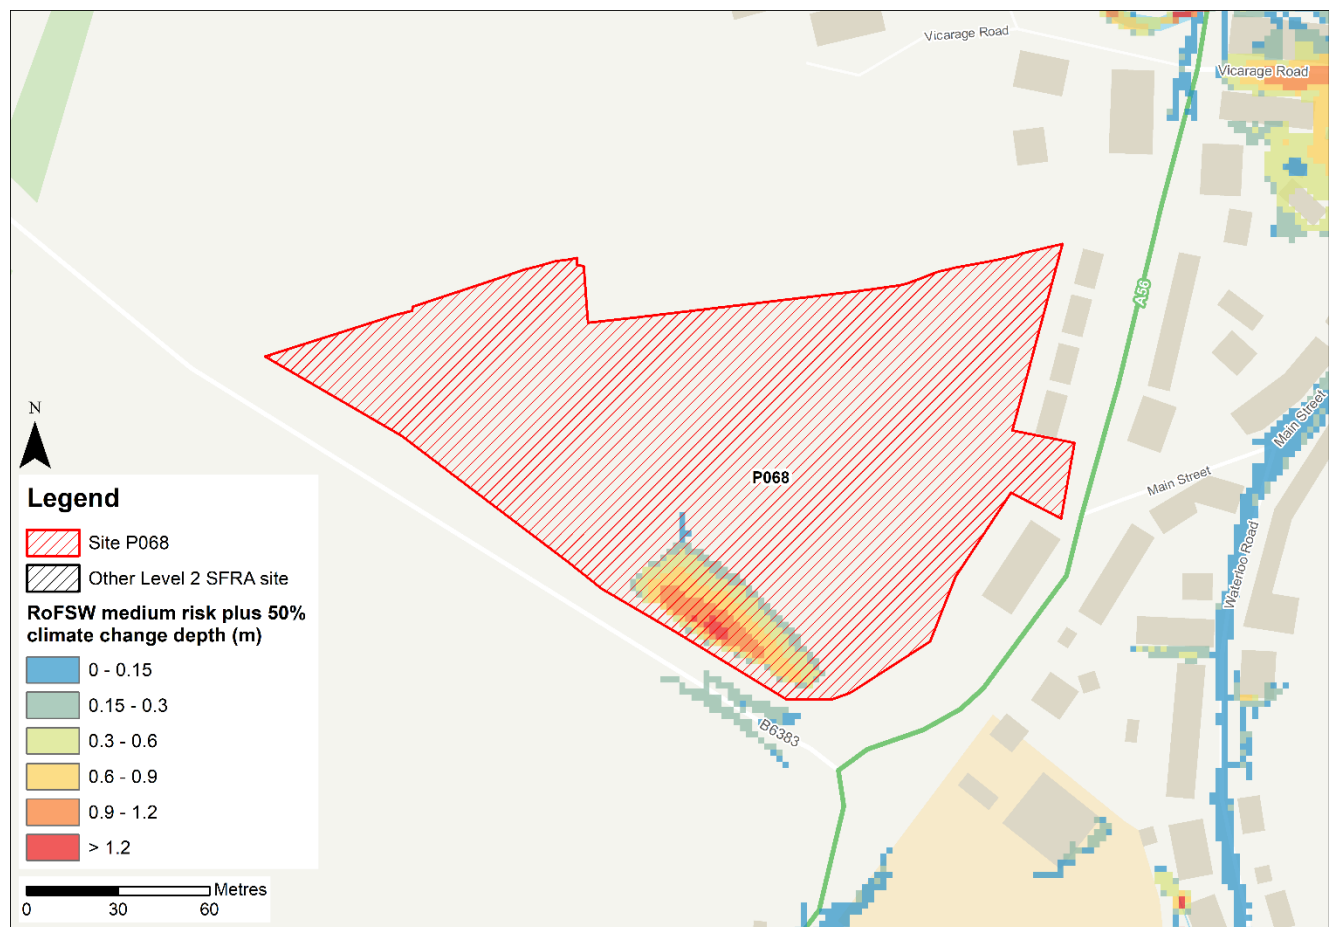 Vicarage Road
Vicarage Road
A56
Main Street
P068
Main Street
Waterloo Road
B6383
N
Legend
Site P068
Other Level 2 SFRA site
RoFSW medium risk plus 50%
climate change depth (m)
0 - 0.15
0.15 - 0.3
0.3 - 0.6
0.6 - 0.9
0.9 - 1.2
> 1.2
Metres
0 30 60